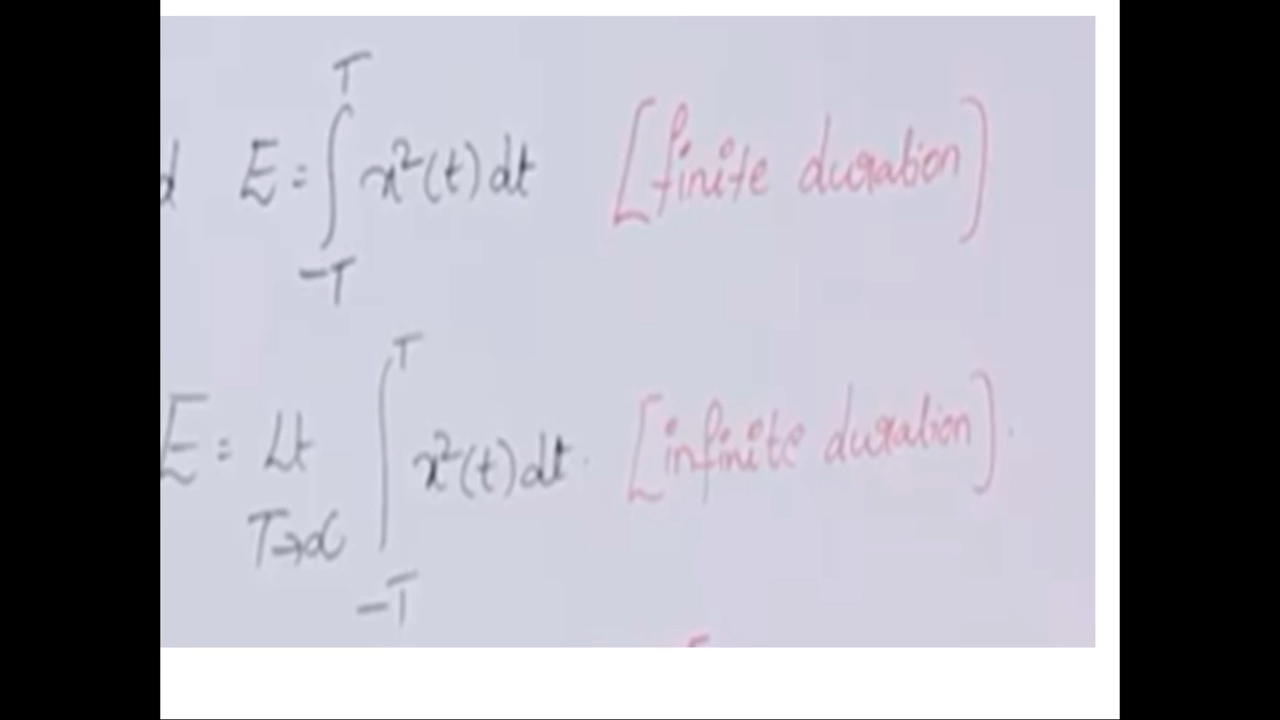 d E = ∫_{-T}^{T} x²(t) dt [finite duration]
E = Lt_{T→∞} ∫_{-T}^{T} x²(t) dt. [infinite duration].